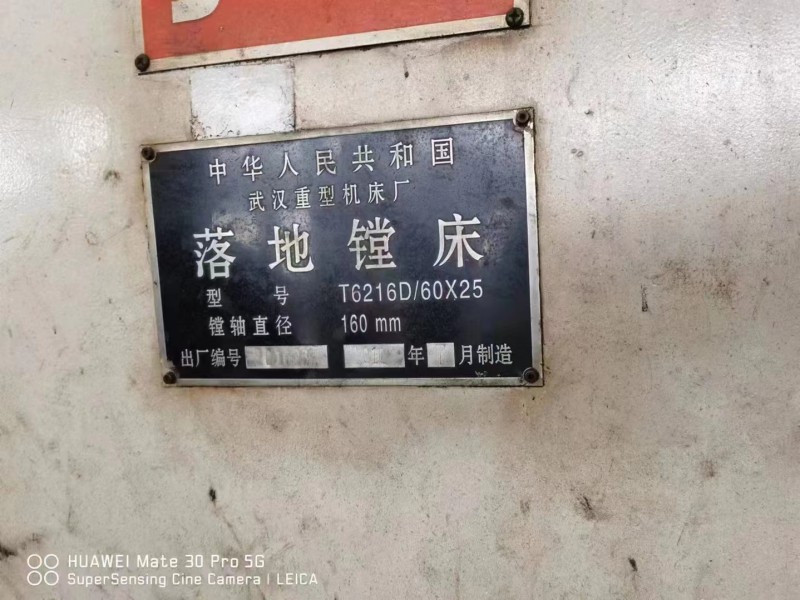 中华人民共和国
武汉重型机床厂
落地镗床
型号 T6216D/60X25
镗轴直径 160 mm
出厂编号 年 月制造
HUAWEI Mate 30 Pro 5G
SuperSensing Cine Camera | LEICA